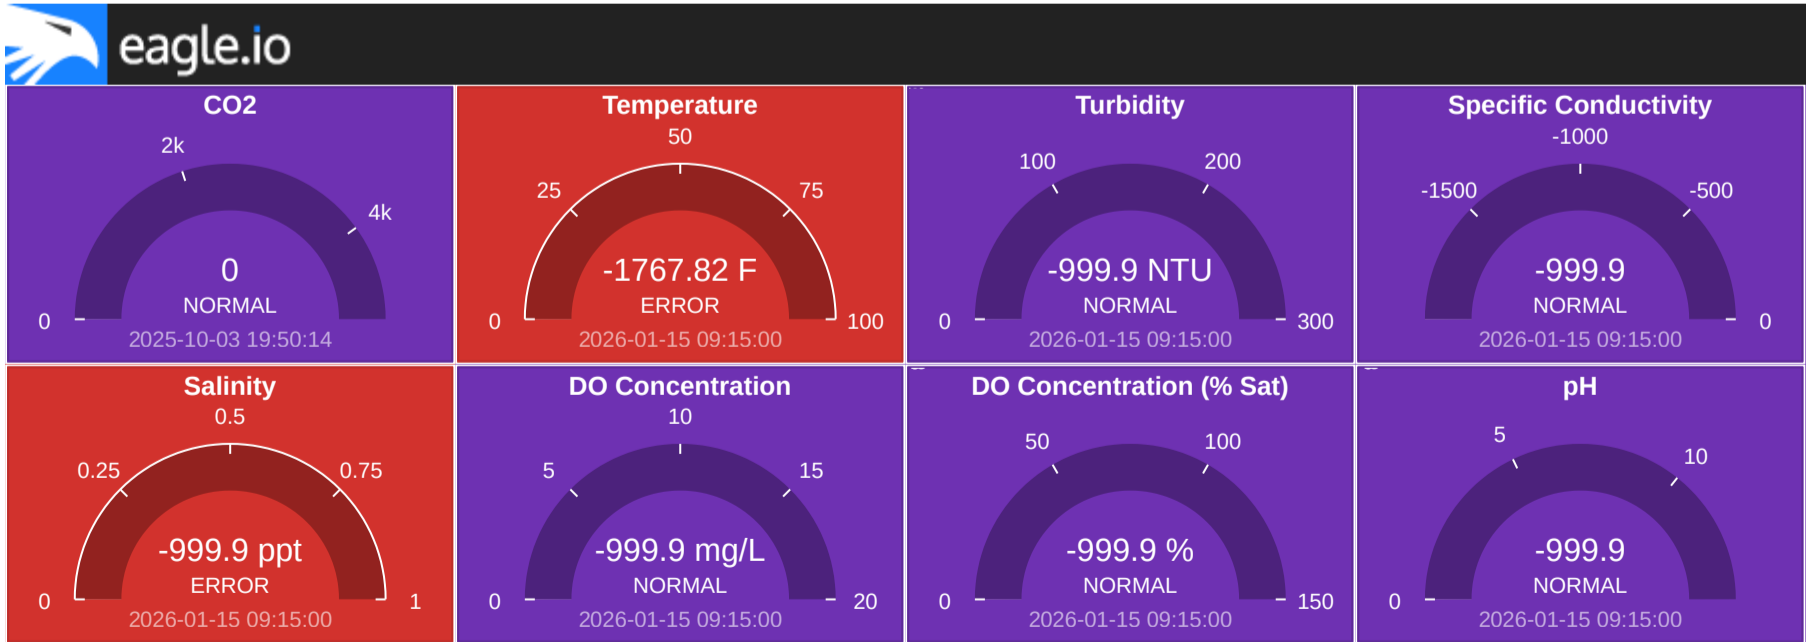 eagle.io
CO2
2k
4k
0
NORMAL
0
2025-10-03 19:50:14
Temperature
50
25
75
-1767.82 F
ERROR
0
100
2026-01-15 09:15:00
Turbidity
100
200
-999.9 NTU
NORMAL
0
300
2026-01-15 09:15:00
Specific Conductivity
-1000
-1500
-500
-999.9
NORMAL
0
2026-01-15 09:15:00
Salinity
0.5
0.25
0.75
-999.9 ppt
ERROR
0
1
2026-01-15 09:15:00
DO Concentration
10
5
15
-999.9 mg/L
NORMAL
0
20
2026-01-15 09:15:00
DO Concentration (% Sat)
50
100
-999.9 %
NORMAL
0
150
2026-01-15 09:15:00
pH
5
10
-999.9
NORMAL
0
2026-01-15 09:15:00